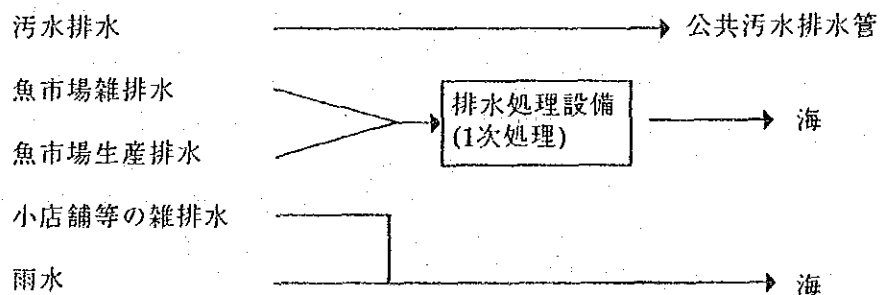 汚水排水
公共汚水排水管
魚市場雑排水
排水処理設備
(1次処理)
海
魚市場生産排水
小店舗等の雑排水
雨水
海